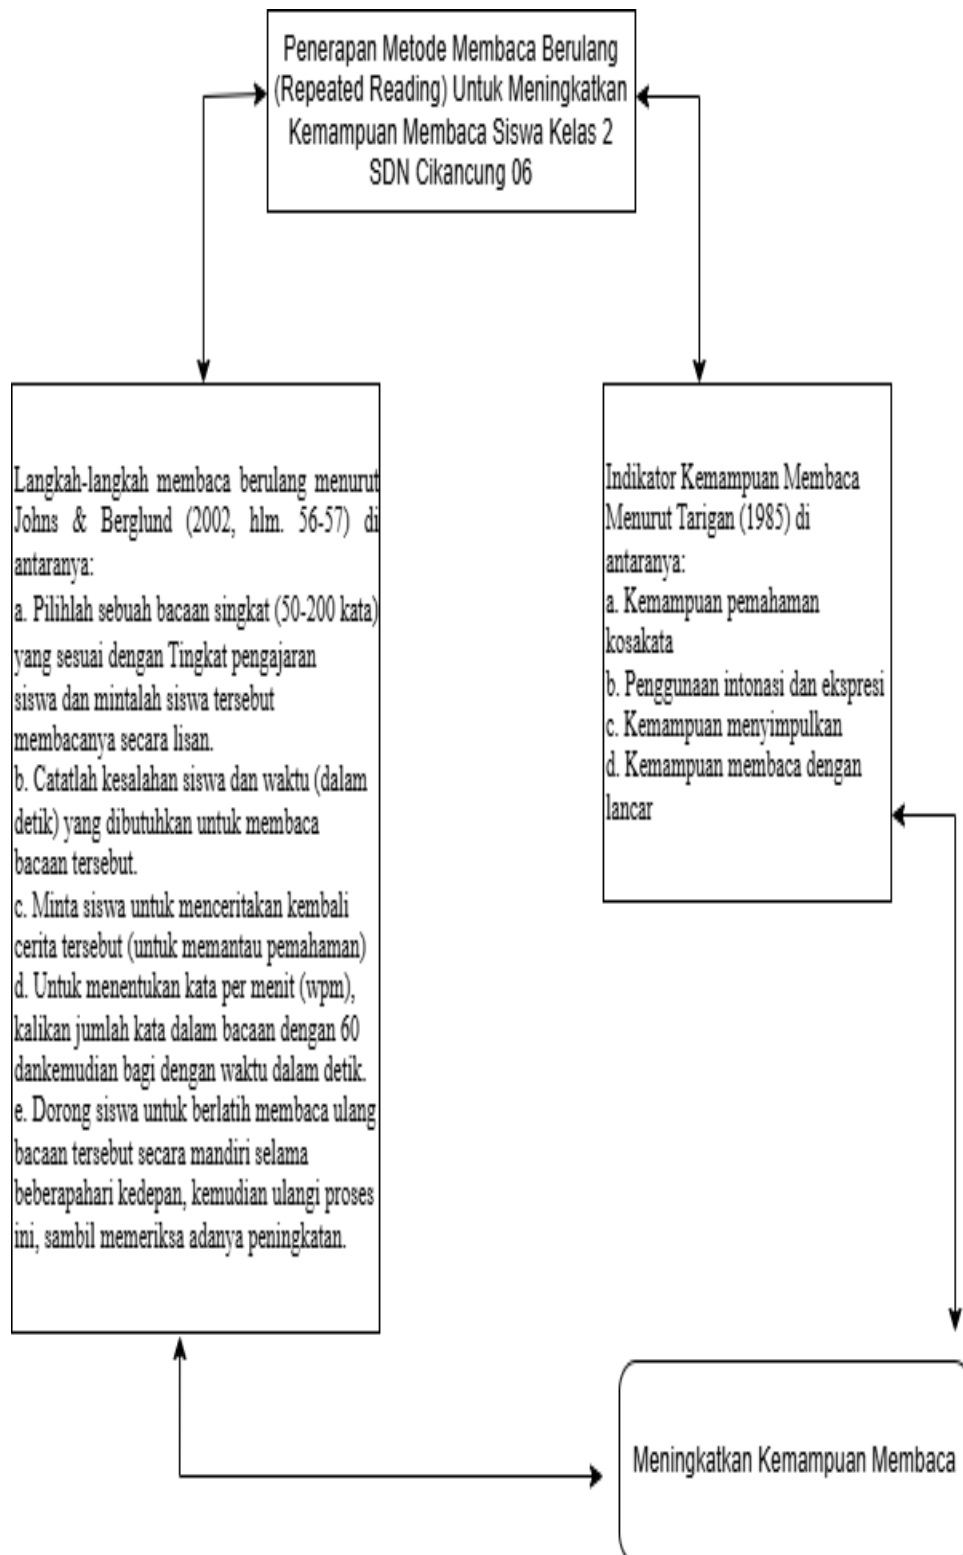 Penerapan Metode Membaca Berulang
(Repeated Reading) Untuk Meningkatkan
Kemampuan Membaca Siswa Kelas 2
SDN Cikancung 06
Langkah-langkah membaca berulang menurut
Johns & Berglund (2002, hlm. 56-57) di
antaranya:
a. Pilihlah sebuah bacaan singkat (50-200 kata)
yang sesuai dengan Tingkat pengajaran
siswa dan mintalah siswa tersebut
membacanya secara lisan.
b. Catatlah kesalahan siswa dan waktu (dalam
detik) yang dibutuhkan untuk membaca
bacaan tersebut.
c. Minta siswa untuk menceritakan kembali
cerita tersebut (untuk memantau pemahaman)
d. Untuk menentukan kata per menit (wpm),
kalikan jumlah kata dalam bacaan dengan 60
dankemudian bagi dengan waktu dalam detik.
e. Dorong siswa untuk berlatih membaca ulang
bacaan tersebut secara mandiri selama
beberapahari kedepan, kemudian ulangi proses
ini, sambil memeriksa adanya peningkatan.
Indikator Kemampuan Membaca
Menurut Tarigan (1985) di
antaranya:
a. Kemampuan pemahaman
kosakata
b. Penggunaan intonasi dan ekspresi
c. Kemampuan menyimpulkan
d. Kemampuan membaca dengan
lancar
Meningkatkan Kemampuan Membaca